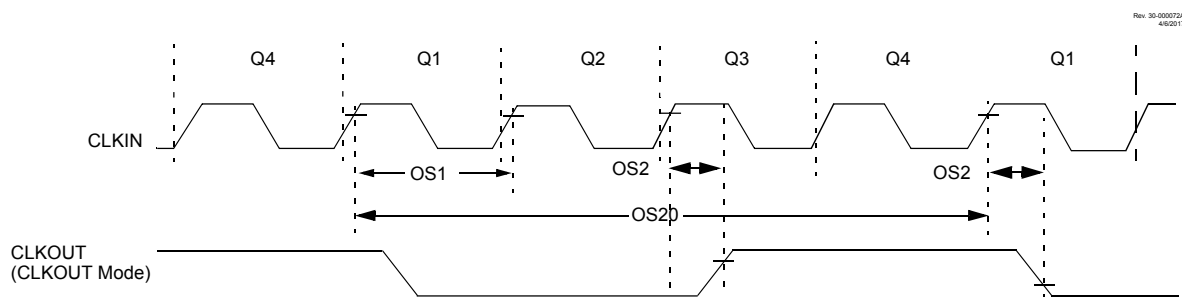 Rev. 30-000072A
4/6/2017
Q4 Q1 Q2 Q3 Q4 Q1
CLKIN
OS1 OS2 OS2
OS20
CLKOUT
(CLKOUT Mode)